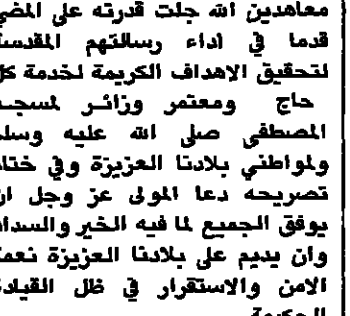 معاهدين الله جلت قدرته على المضي
قدما في اداء رسالتهم المقدسة
لتحقيق الاهداف الكريمة لخدمة كل
حاج ومعتمر وزائر لمسجد
المصطفى صلى الله عليه وسلم
ولمواطني بلادنا العزيزة وفي ختام
تصريحه دعا المولى عز وجل ان
يوفق الجميع لما فيه الخير والسداد
وان يديم على بلادنا العزيزة نعمة
الامن والاستقرار في ظل القيادة
الحكيمة